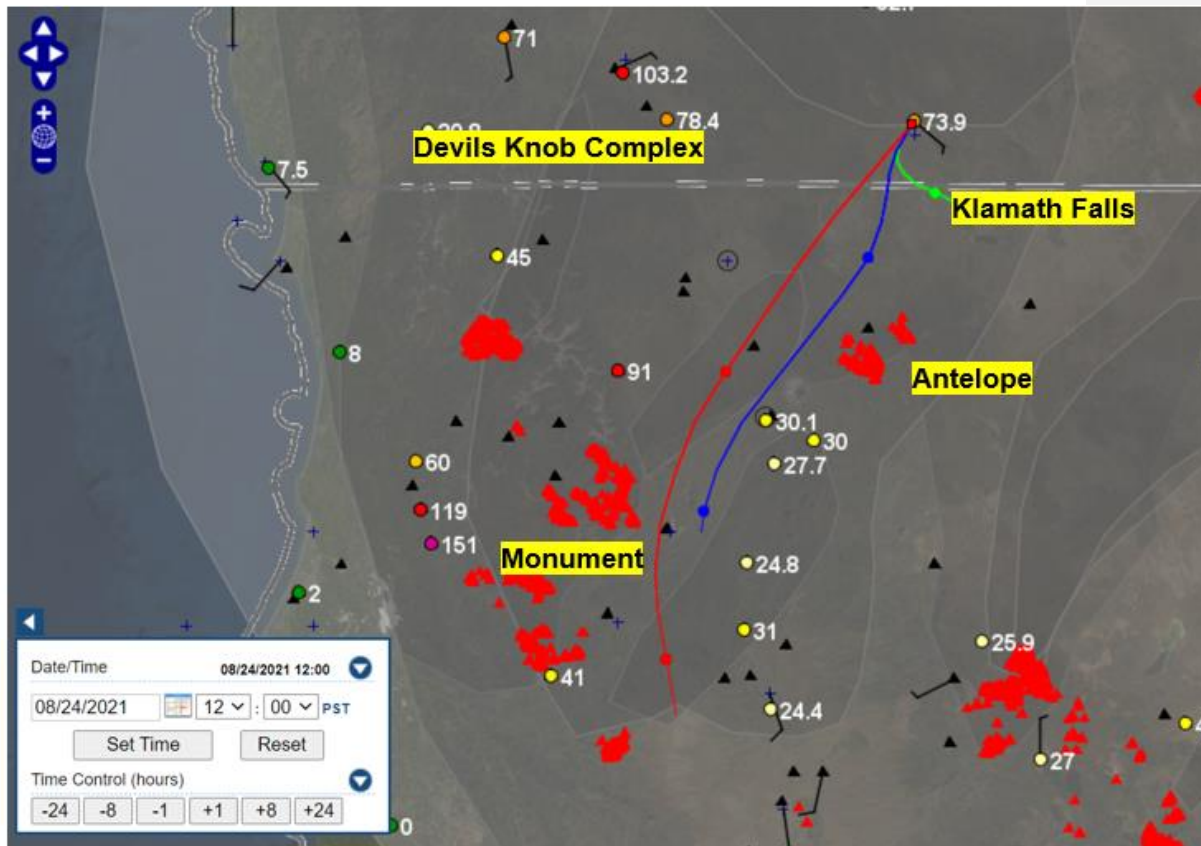 71
103.2
78.4
73.9
Devils Knob Complex
7.5
Klamath Falls
45
8
91
Antelope
30.1
30
27.7
60
119
151
Monument
24.8
2
31
25.9
41
24.4
27
0
Date/Time 08/24/2021 12:00
08/24/2021 12 : 00 PST
Set Time Reset
Time Control (hours)
-24 -8 -1 +1 +8 +24